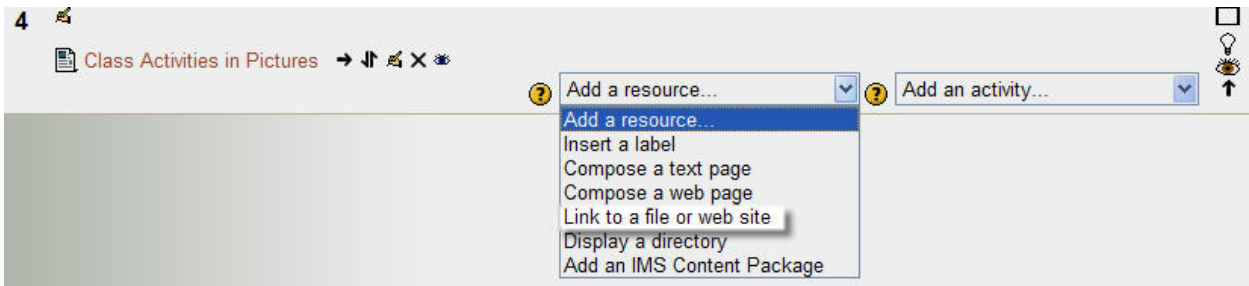 4
Class Activities in Pictures
Add a resource... Add an activity...
Add a resource...
Insert a label
Compose a text page
Compose a web page
Link to a file or web site
Display a directory
Add an IMS Content Package